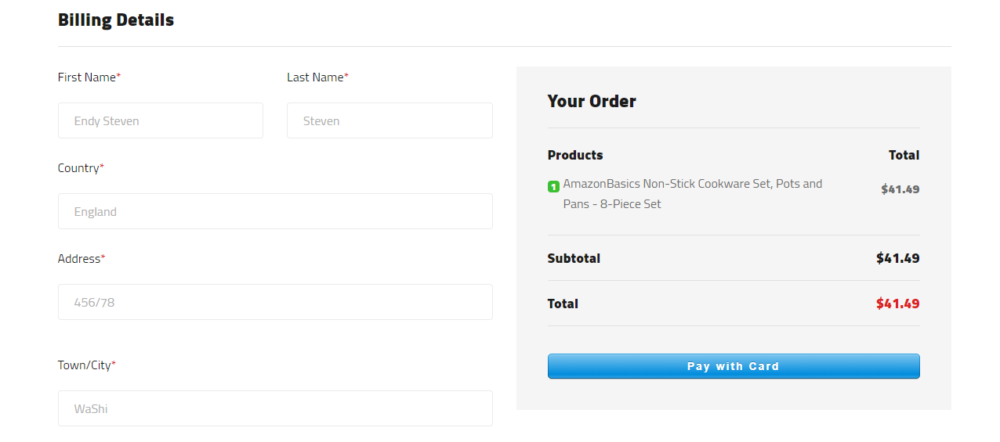 Billing Details
First Name*
Last Name*
Endy Steven
Steven
Country*
England
Address*
456/78
Town/City*
WaShi
Your Order
Products Total
1 AmazonBasics Non-Stick Cookware Set, Pots and
Pans - 8-Piece Set
$41.49
Subtotal $41.49
Total $41.49
Pay with Card